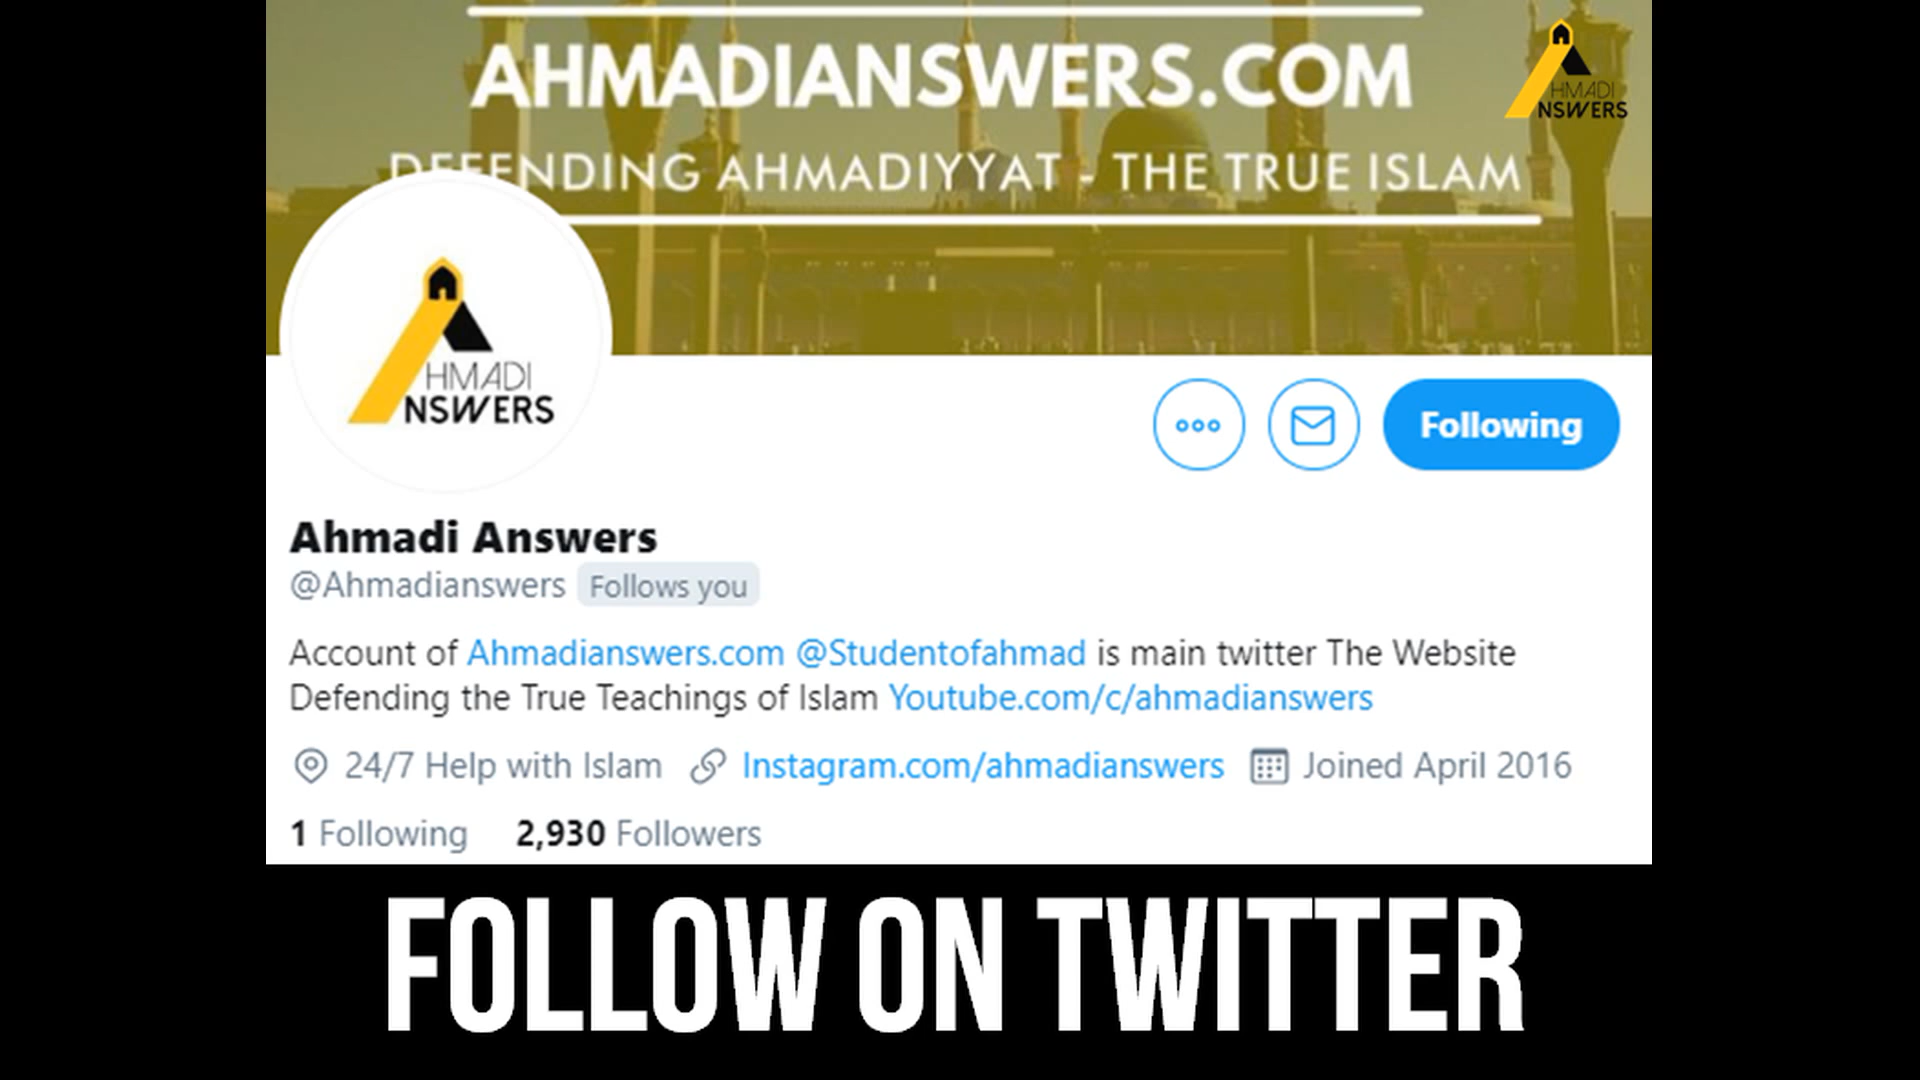 AHMADIANSWERS.COM
HMADI
NSWERS
DEFENDING AHMADIYYAT - THE TRUE ISLAM
HMADI
NSWERS
Following
Ahmadi Answers
@Ahmadianswers Follows you
Account of Ahmadianswers.com @Studentofahmad is main twitter The Website
Defending the True Teachings of Islam Youtube.com/c/ahmadianswers
24/7 Help with Islam Instagram.com/ahmadianswers Joined April 2016
1 Following 2,930 Followers
FOLLOW ON TWITTER